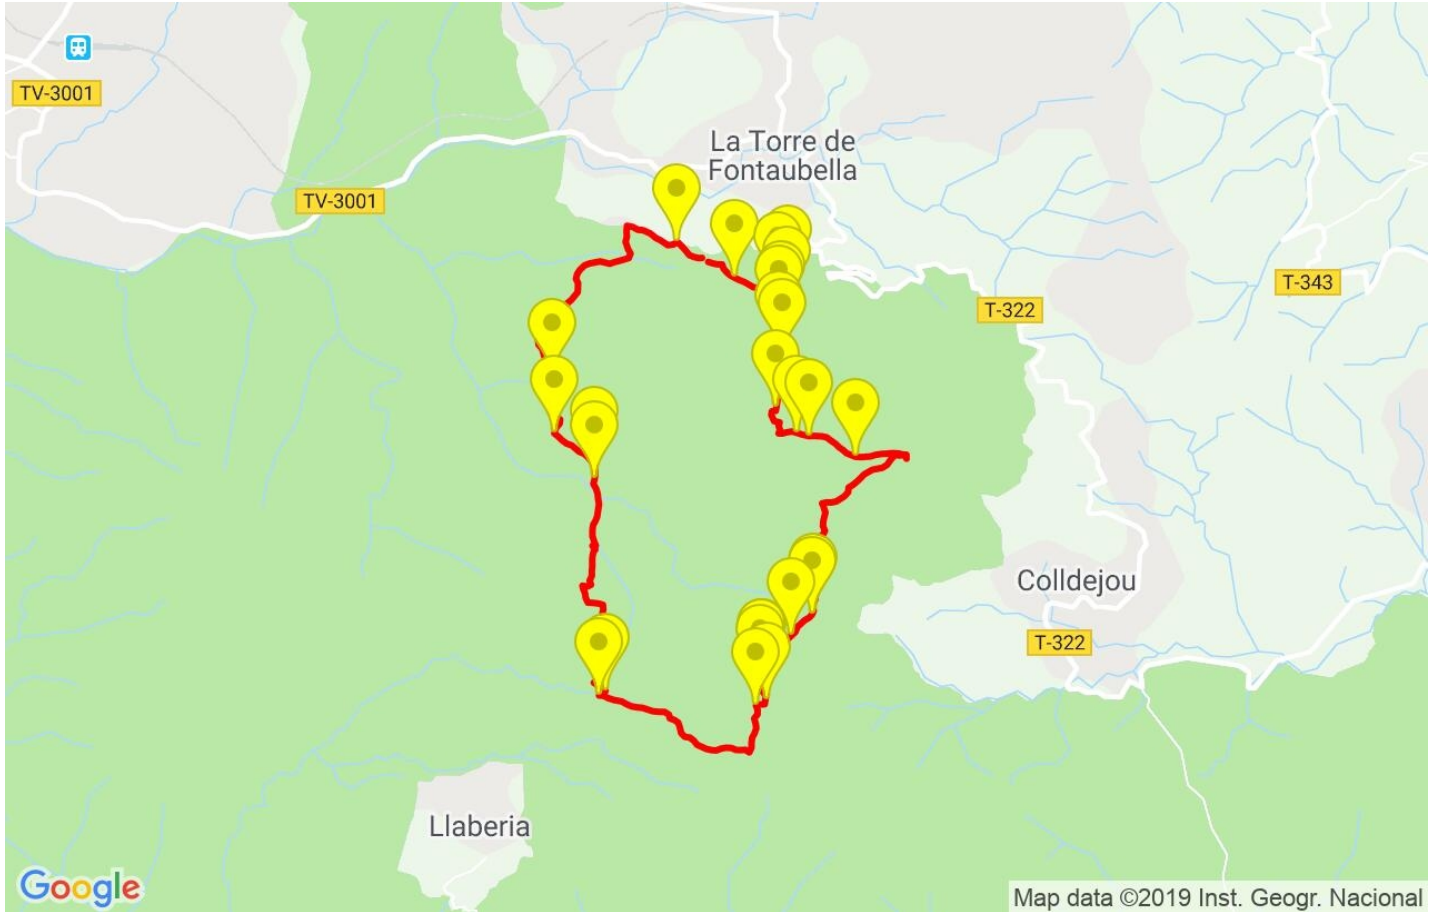 TV-3001
La Torre de
Fontaubella
TV-3001
T-343
T-322
Colldejou
T-322
Llaberia
Google
Map data ©2019 Inst. Geogr. Nacional